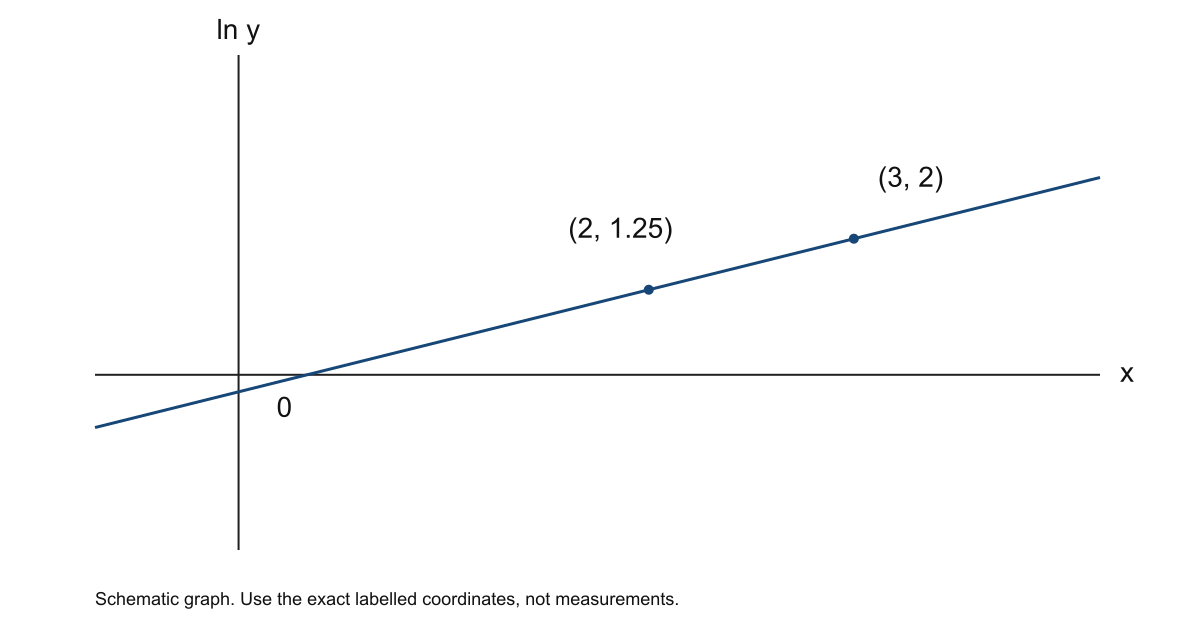 ln y
(3, 2)
(2, 1.25)
x
0
Schematic graph. Use the exact labelled coordinates, not measurements.